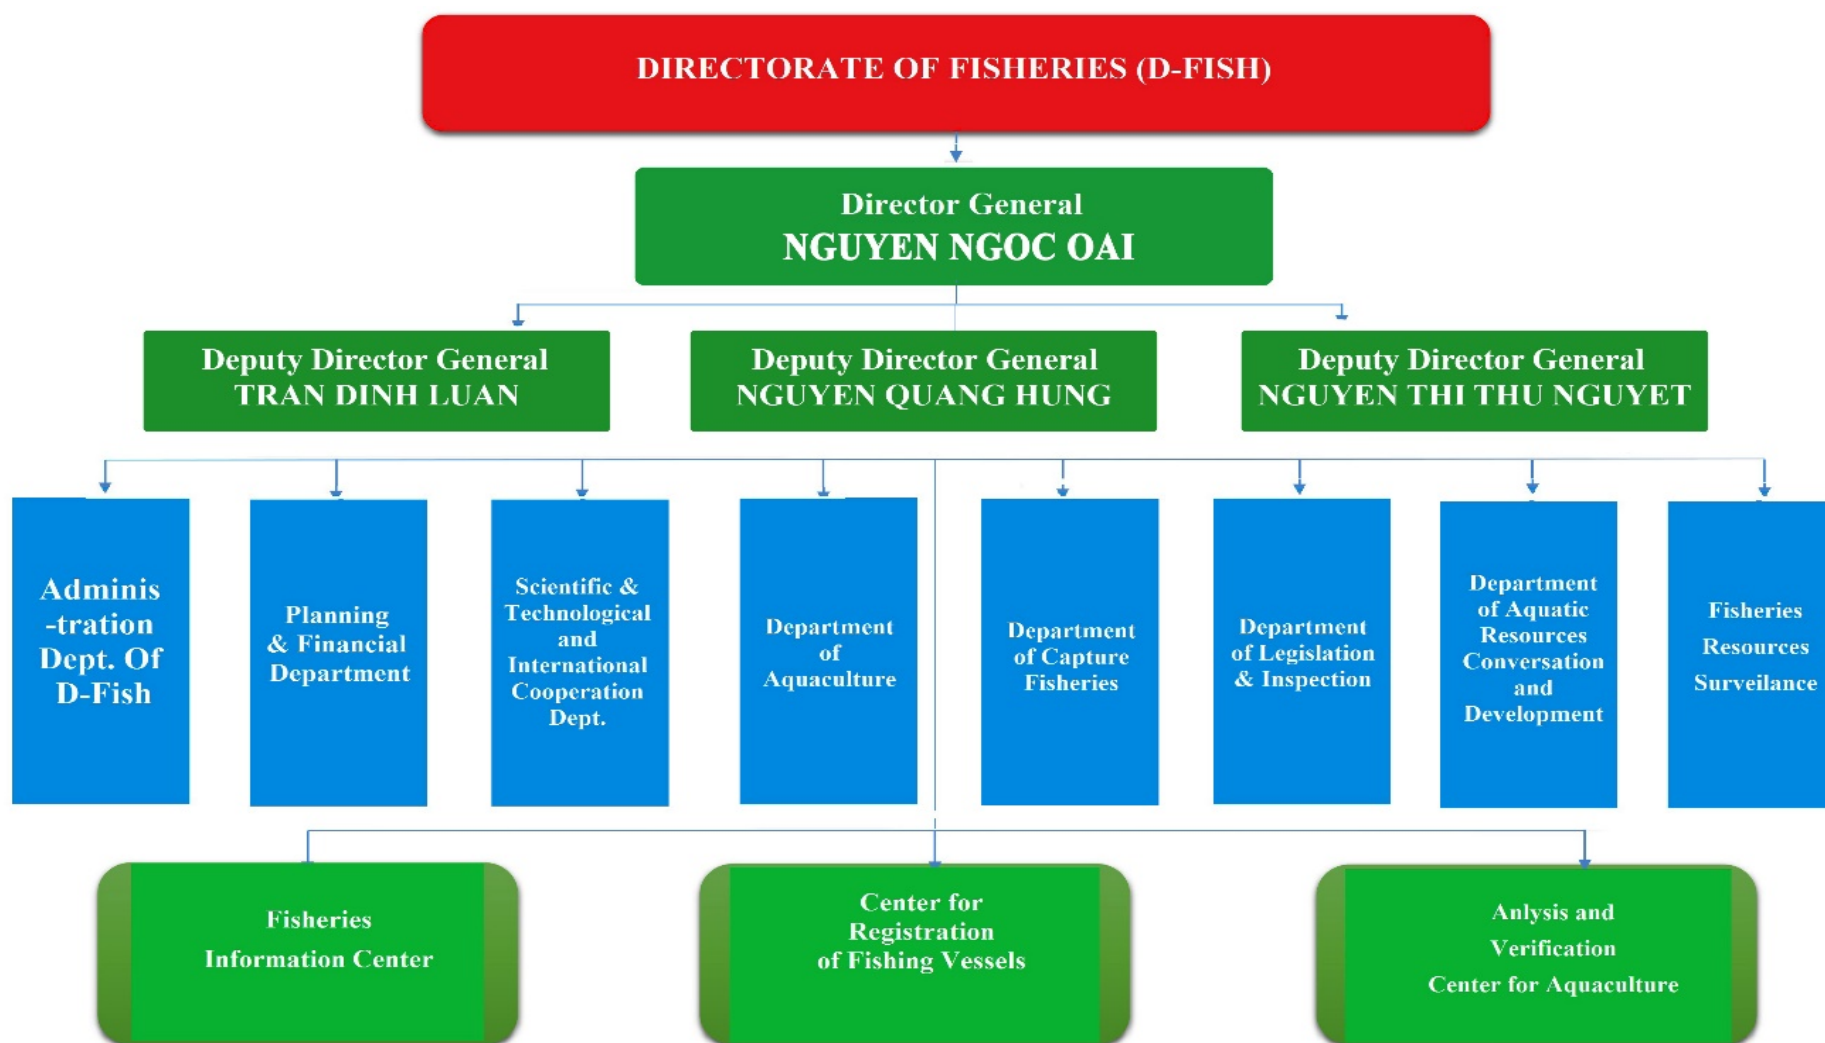 DIRECTORATE OF FISHERIES (D-FISH)
Director General
NGUYEN NGOC OAI
Deputy Director General
TRAN DINH LUAN
Deputy Director General
NGUYEN QUANG HUNG
Deputy Director General
NGUYEN THI THU NGUYET
Adminis
-tration
Dept. Of
D-Fish
Planning
& Financial
Department
Scientific &
Technological
and
International
Cooperation
Dept.
Department
of
Aquaculture
Department
of Capture
Fisheries
Department
of Legislation
& Inspection
Department
of Aquatic
Resources
Conversation
and
Development
Fisheries
Resources
Surveilance
Fisheries
Information Center
Center for
Registration
of Fishing Vessels
Anlysis and
Verification
Center for Aquaculture